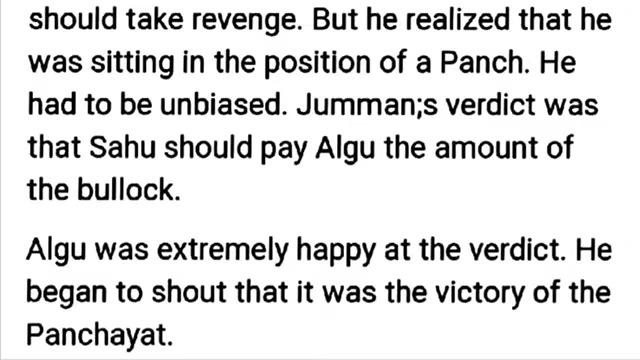 should take revenge. But he realized that he
was sitting in the position of a Panch. He
had to be unbiased. Jumman;s verdict was
that Sahu should pay Algu the amount of
the bullock.
Algu was extremely happy at the verdict. He
began to shout that it was the victory of the
Panchayat.